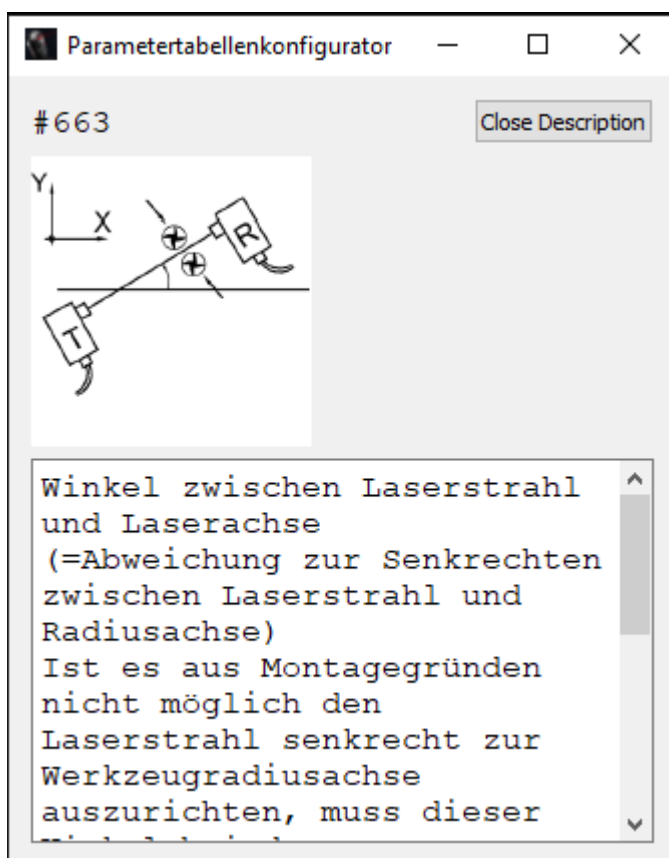 Parametertabellenkonfigurator
#663
Close Description
Y
X
R
T
Winkel zwischen Laserstrahl
und Laserachse
(=Abweichung zur Senkrechten
zwischen Laserstrahl und
Radiusachse)
Ist es aus Montagegründen
nicht möglich den
Laserstrahl senkrecht zur
Werkzeugradiusachse
auszurichten, muss dieser